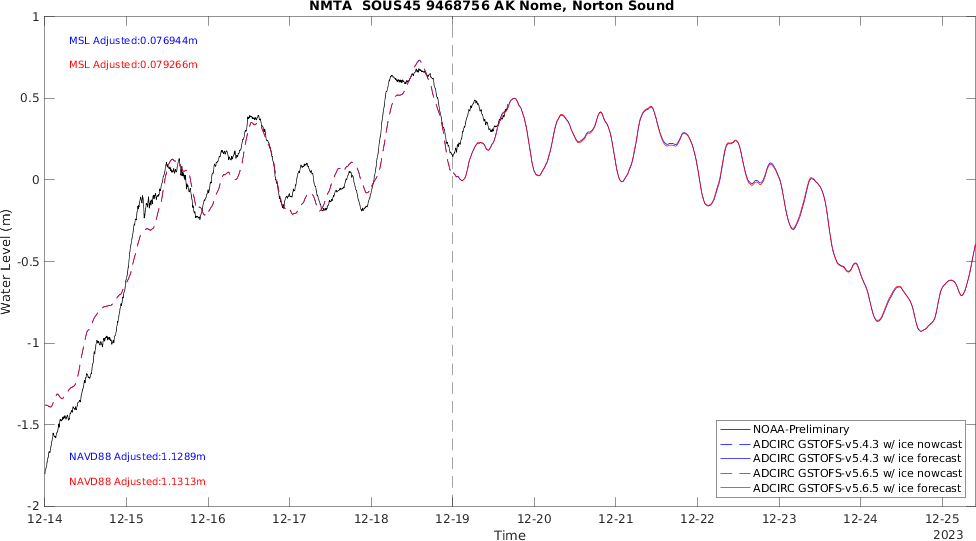 NMTA SOUS45 9468756 AK Nome, Norton Sound
MSL Adjusted:0.076944m
MSL Adjusted:0.079266m
NAVD88 Adjusted:1.1289m
NAVD88 Adjusted:1.1313m
Water Level (m)
1
0.5
0
-0.5
-1
-1.5
-2
NOAA-Preliminary
ADCIRC GSTOFS-v5.4.3 w/ ice nowcast
ADCIRC GSTOFS-v5.4.3 w/ ice forecast
ADCIRC GSTOFS-v5.6.5 w/ ice nowcast
ADCIRC GSTOFS-v5.6.5 w/ ice forecast
12-14 12-15 12-16 12-17 12-18 12-19 12-20 12-21 12-22 12-23 12-24 12-25
Time
2023